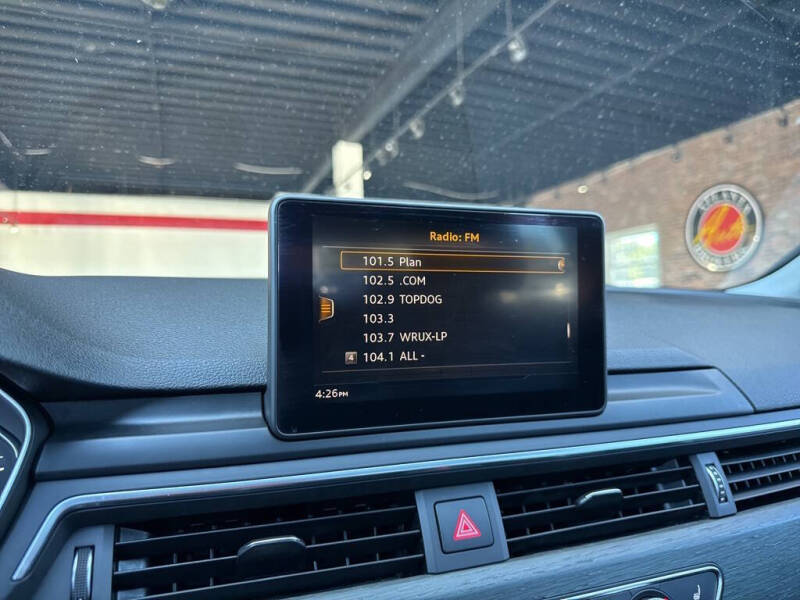 Radio: FM
101.5 Plan
102.5 .COM
102.9 TOPDOG
103.3
103.7 WRUX-LP
4 104.1 ALL -
4:26PM